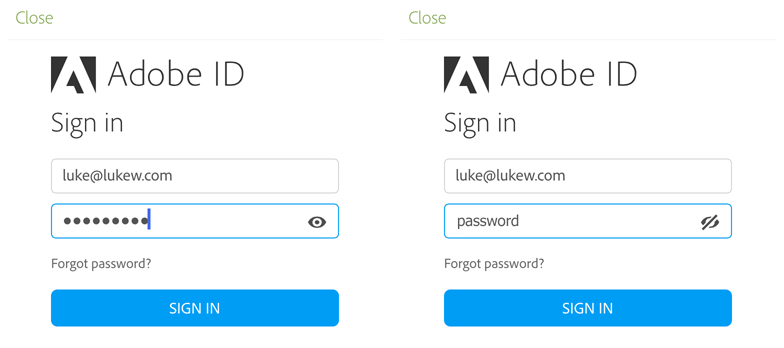 Close
Adobe ID
Sign in
luke@lukew.com
•••••••••
Forgot password?
SIGN IN
Close
Adobe ID
Sign in
luke@lukew.com
password
Forgot password?
SIGN IN